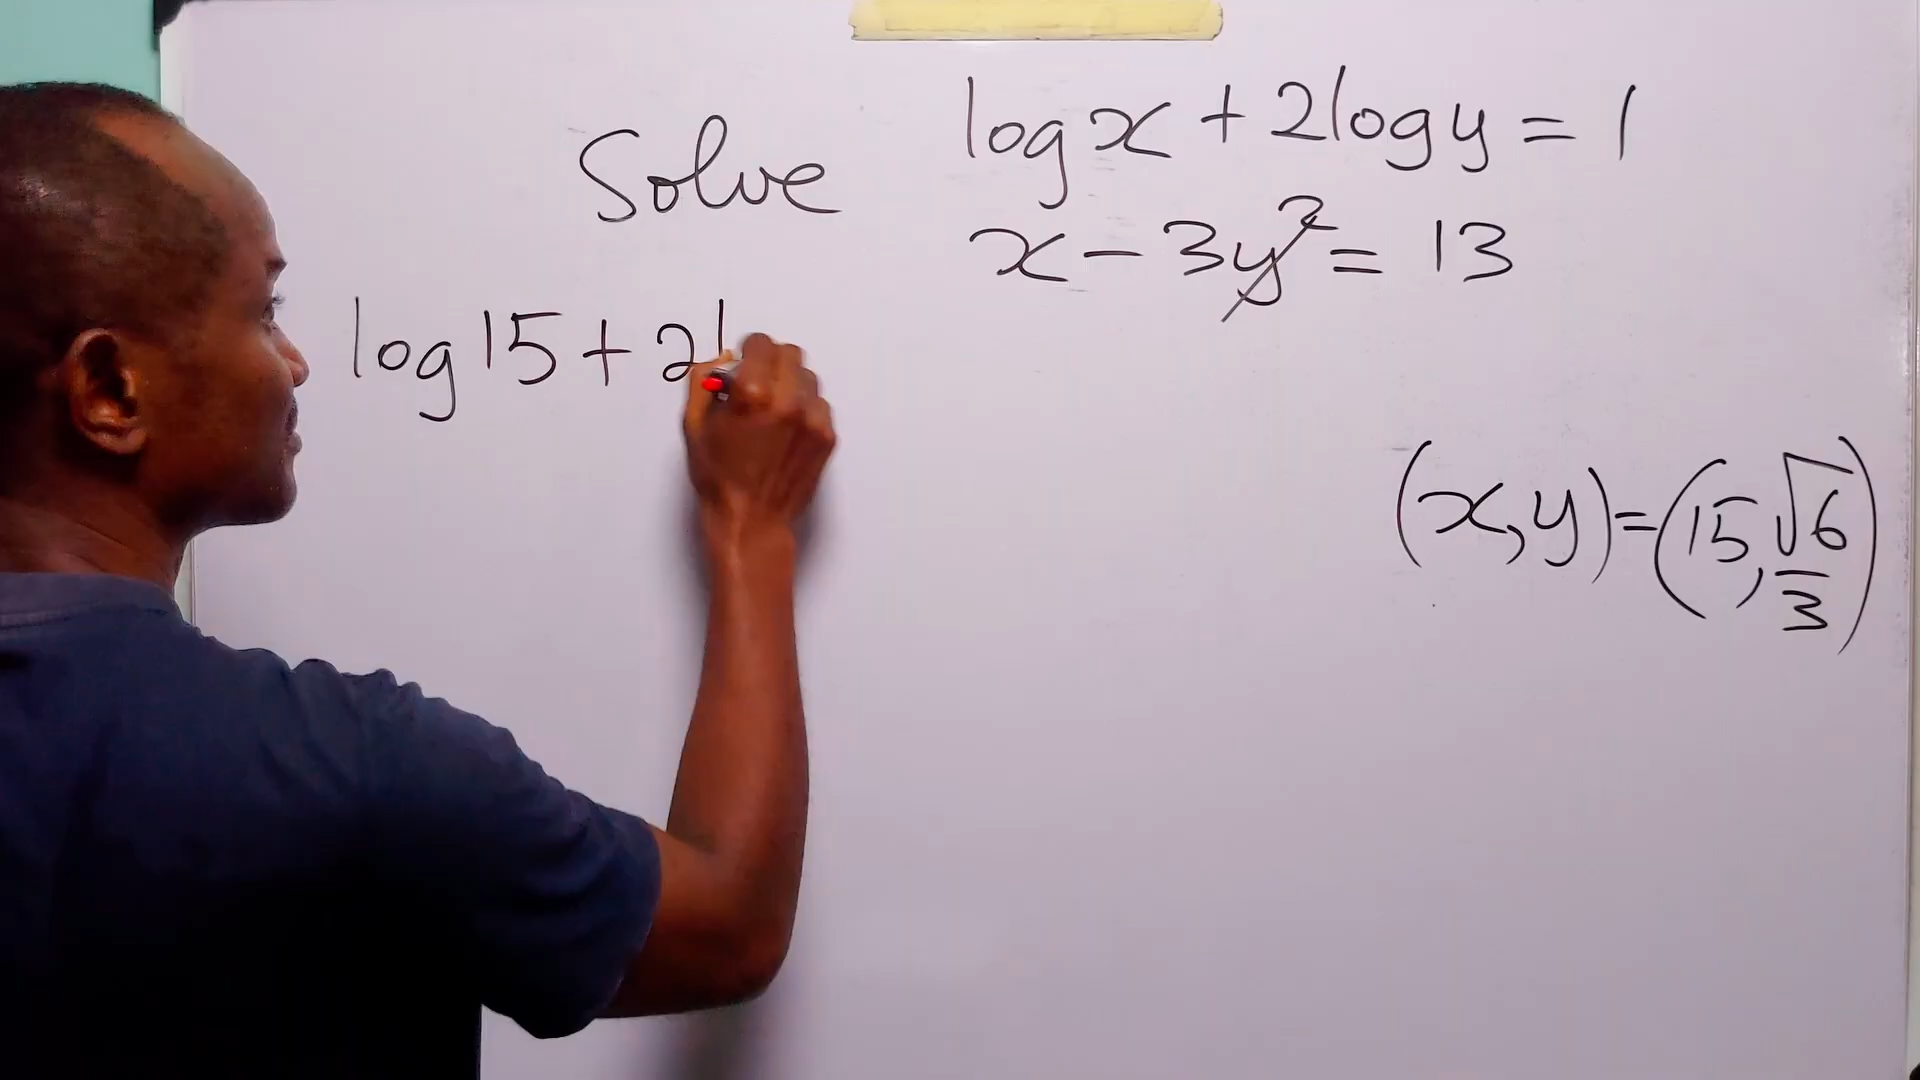 Solve log x + 2log y = 1
x - 3y² = 13
log 15 + 2l
(x, y) = (15, √6/3)